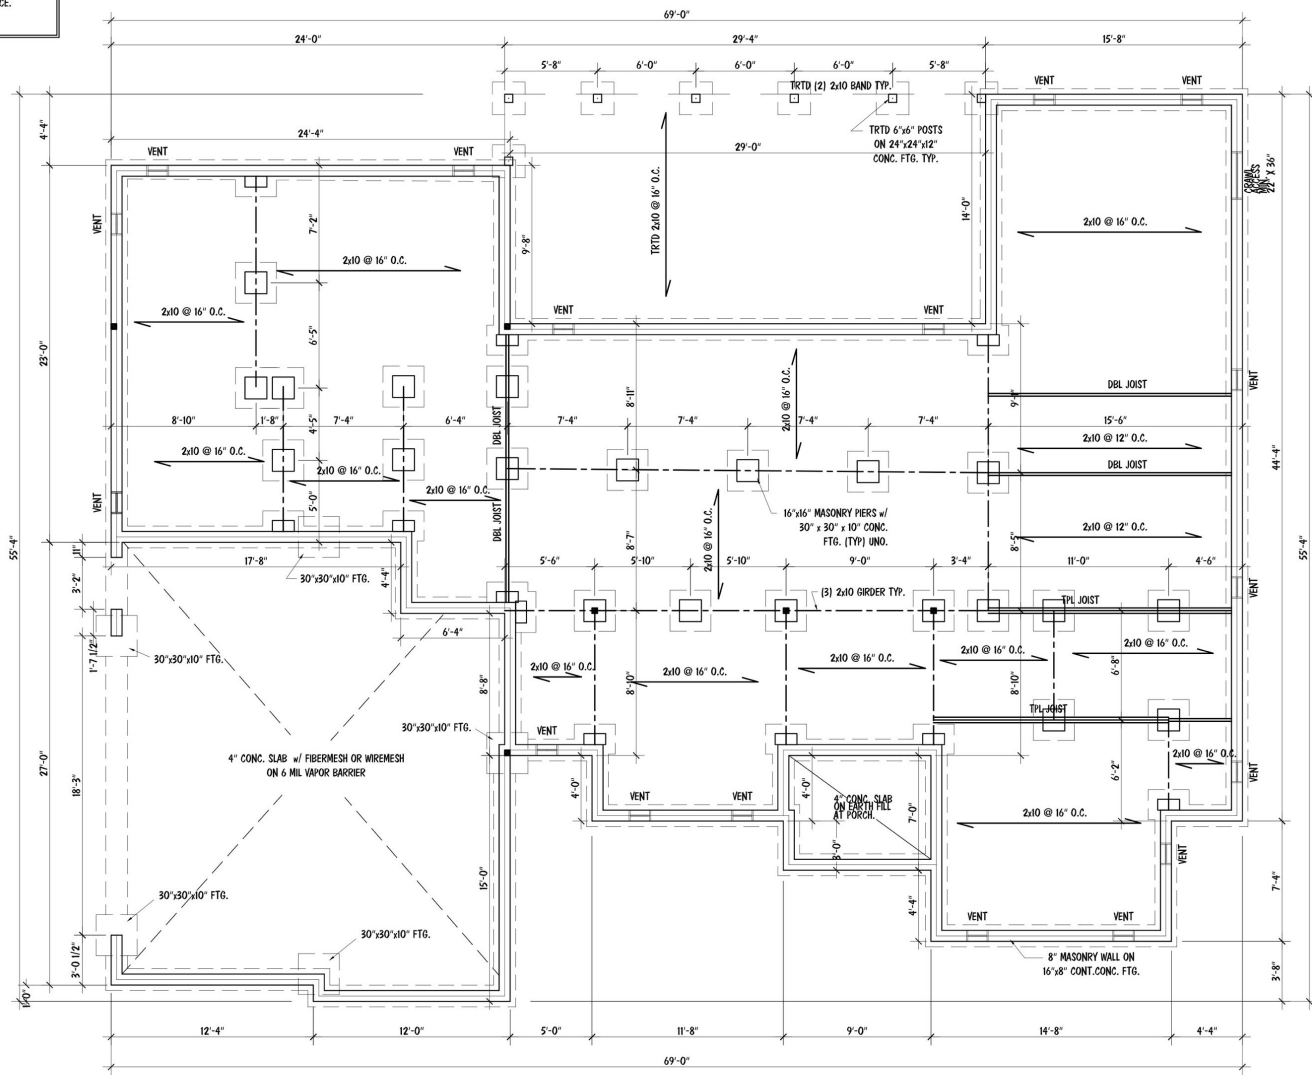 CE.
69'-0"
24'-0"
29'-4"
15'-8"
5'-8"
6'-0"
6'-0"
6'-0"
5'-8"
TRTD (2) 2x10 BAND TYP.
VENT
VENT
4'-4"
24'-4"
TRTD 6"x6" POSTS
ON 24"x24"x12"
CONC. FTG. TYP.
29'-0"
VENT
VENT
CRAWL
ACCESS
MIN.
22" X 36"
TRTD 2x10 @ 16" O.C.
14'-0"
VENT
7'-2"
9'-8"
2x10 @ 16" O.C.
2x10 @ 16" O.C.
2x10 @ 16" O.C.
VENT
VENT
6'-5"
23'-0"
8'-11"
2x10 @ 16" O.C.
9'-1"
DBL JOIST
VENT
8'-10"
1'-8"
4'-5"
7'-4"
6'-4"
DBL JOIST
7'-4"
7'-4"
7'-4"
7'-4"
15'-6"
2x10 @ 12" O.C.
44'-4"
2x10 @ 16" O.C.
2x10 @ 16" O.C.
DBL JOIST
2x10 @ 16" O.C.
VENT
5'-0"
DBL JOIST
16"x16" MASONRY PIERS w/
30" x 30" x 10" CONC.
FTG. (TYP) UNO.
2x10 @ 12" O.C.
55'-4"
55'-4"
11"
8'-7"
2x10 @ 16" O.C.
8'-5"
17'-8"
5'-6"
5'-10"
5'-10"
9'-0"
3'-4"
11'-0"
4'-6"
3'-2"
30"x30"x10" FTG.
4'-4"
(3) 2x10 GIRDER TYP.
TPL JOIST
VENT
6'-4"
1'-7 1/2"
30"x30"x10" FTG.
8'-8"
2x10 @ 16" O.C.
2x10 @ 16" O.C.
8'-10"
2x10 @ 16" O.C.
2x10 @ 16" O.C.
8'-10"
2x10 @ 16" O.C.
6'-8"
TPL JOIST
30"x30"x10" FTG.
VENT
27'-0"
18'-3"
4" CONC. SLAB w/ FIBERMESH OR WIREMESH
ON 6 MIL VAPOR BARRIER
2x10 @ 16" O.C.
6'-2"
VENT
4'-0"
VENT
VENT
4'-0"
4" CONC. SLAB
ON EARTH FILL
AT PORCH.
7'-0"
2x10 @ 16" O.C.
3'-0"
VENT
15'-0"
30"x30"x10" FTG.
4'-4"
7'-4"
VENT
VENT
30"x30"x10" FTG.
3'-0 1/2"
8" MASONRY WALL ON
16"x8" CONT.CONC. FTG.
3'-8"
1'-0"
12'-4"
12'-0"
5'-0"
11'-8"
9'-0"
14'-8"
4'-4"
69'-0"